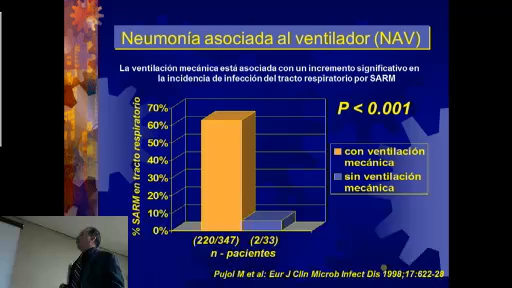 Neumonía asociada al ventilador (NAV)
La ventilación mecánica está asociada con un incremento significativo en
la incidencia de infección del tracto respiratorio por SARM
P < 0.001
% SARM en tracto respiratorio
70%
60%
50%
40%
30%
20%
10%
0%
con ventilación
mecánica
sin ventilación
mecánica
(220/347) (2/33)
n - pacientes
Pujol M et al: Eur J Clin Microb Infect Dis 1998;17:622-28